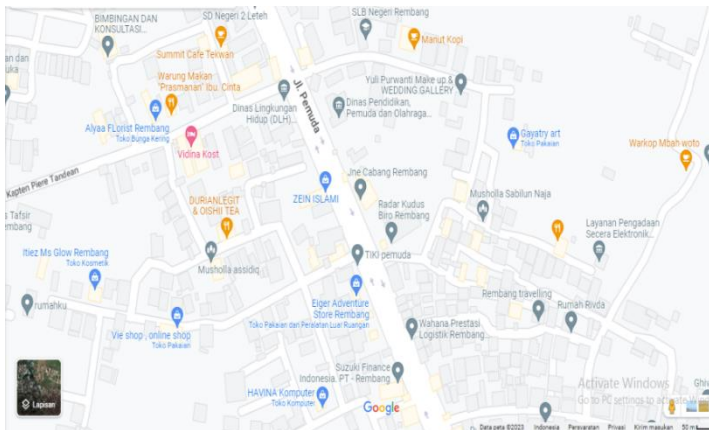 BIMBINGAN DAN
KONSULTASI...
SD Negeri 2 Leteh
SLB Negeri Rembang
Summit Cafe Tekwan
Manut Kopi
Warung Makan
"Prasmanan" Ibu. Cinta
Jl. Pemuda
Yuli Purwanti Make up &
WEDDING GALLERY
Dinas Lingkungan
Hidup (DLH)...
Dinas Pendidikan,
Pemuda dan Olahraga...
Alyaa FLorist Rembang
Toko Bunga Kering
Gayatry art
Toko Pakaian
Warkop Mbah woto
Vidina Kost
Kapten Piere Tandean
Jne Cabang Rembang
Musholla Sabilun Naja
DURIANLEGIT
& OISHII TEA
ZEIN ISLAMI
Radar Kudus
Biro Rembang
s Tafsir
embang
Layanan Pengadaan
Secera Elektronik...
Itiez Ms Glow Rembang
Toko Kosmetik
Musholla assidiq
TIKI pemuda
Eiger Adventure
Store Rembang
Toko Pakaian dan Peralatan Luar Ruangan
Rembang travelling
Rumah Rivda
rumahku
Vie shop , online shop
Toko Pakaian
Wahana Prestasi
Logistik Rembang...
Suzuki Finance
Indonesia. PT - Rembang
HAVINA Komputer
Toko Komputer
Activate Windows
Go to PC settings to activate
Lapisan
Google
Data peta ©2023 Indonesia Persyaratan Privasi Kirim masukan 50 m